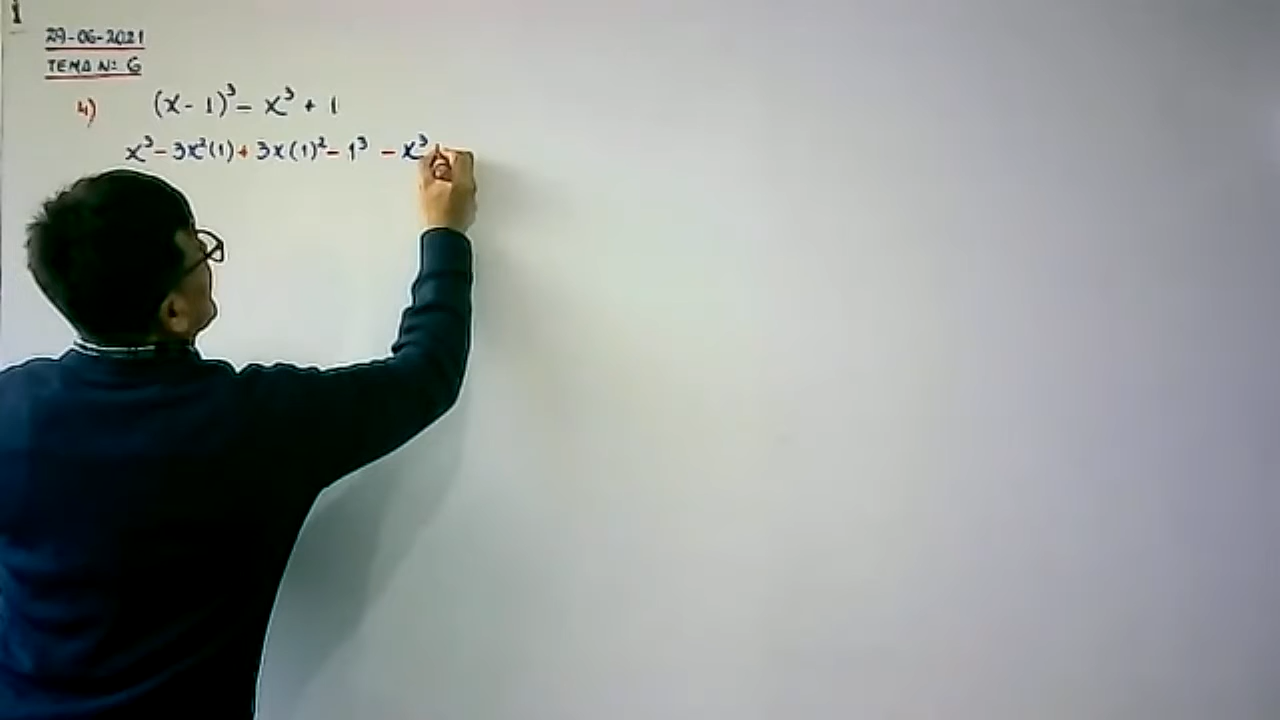 29-06-2021
TEMA N: 6
4) (x - 1)³ - x³ + 1
x³ - 3x²(1) + 3x(1)² - 1³ - x³